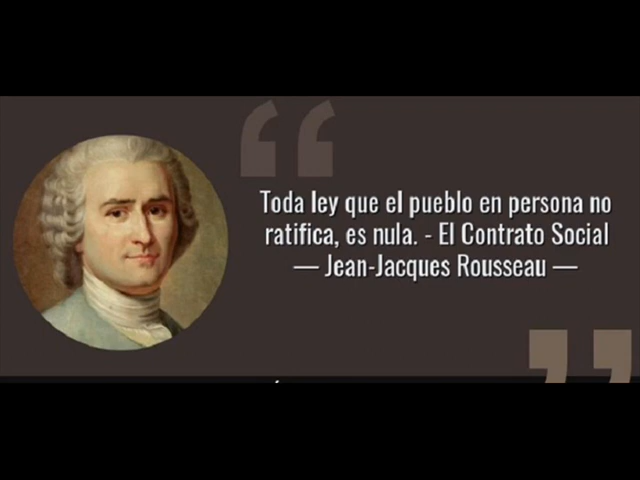 Toda ley que el pueblo en persona no
ratifica, es nula. - El Contrato Social
— Jean-Jacques Rousseau —